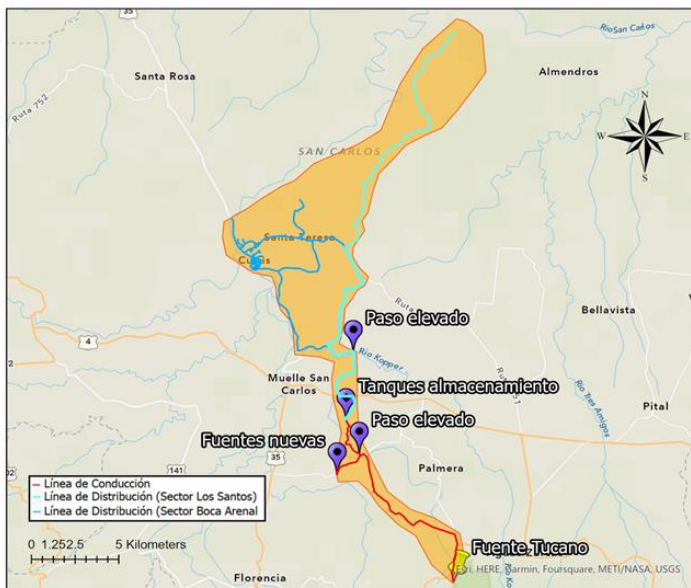 Santa Rosa
Almendros
Río San Carlos
Ruta 752
N
W
E
S
SAN CARLOS
Santa Teresa
Bellavista
Paso elevado
4
35
Río Kopper
Muelle San
Carlos
Tanques almacenamiento
Río Tres Amigos
Pital
Paso elevado
Fuentes nuevas
35
141
Palmera
Línea de Conducción
Línea de Distribución (Sector Los Santos)
Línea de Distribución (Sector Boca Arenal
0 1.252.5 5 Kilometers
Fuente Tucano
Esri, HERE, Garmin, Foursquare, METI/NASA, USGS
Florencia